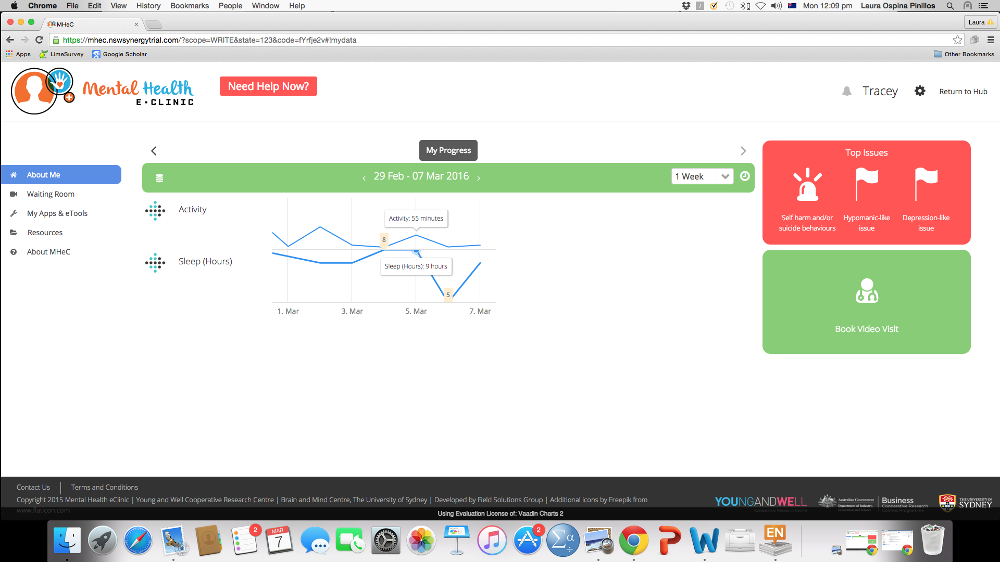 Chrome File Edit View History Bookmarks People Window Help Mon 12:09 pm Laura Ospina Pinillos
MHeC Laura
https://mhec.nswsynergytrial.com/?scope=WRITE&state=123&code=fYrfje2v#!mydata
Apps LimeSurvey Google Scholar Other Bookmarks
Mental Health
E·CLINIC
Need Help Now?
Tracey Return to Hub
About Me
Waiting Room
My Apps & eTools
Resources
About MHeC
My Progress
29 Feb - 07 Mar 2016
1 Week
Activity
Activity: 55 minutes
8
Sleep (Hours)
Sleep (Hours): 9 hours
5
1. Mar 3. Mar 5. Mar 7. Mar
Top Issues
Self harm and/or
suicide behaviours
Hypomanic-like
issue
Depression-like
issue
Book Video Visit
Contact Us Terms and Conditions
Copyright 2015 Mental Health eClinic | Young and Well Cooperative Research Centre | Brain and Mind Centre, The University of Sydney | Developed by Field Solutions Group | Additional icons by Freepik from
www.flaticon.com
YOUNGANDWELL
Cooperative Research Centre
Australian Government
Department of Industry,
Innovation and Science
Business
Cooperative Research
Centres Programme
THE UNIVERSITY OF
SYDNEY
Using Evaluation License of: Vaadin Charts 2
2
MAR
7
2
Σ α
÷
EN